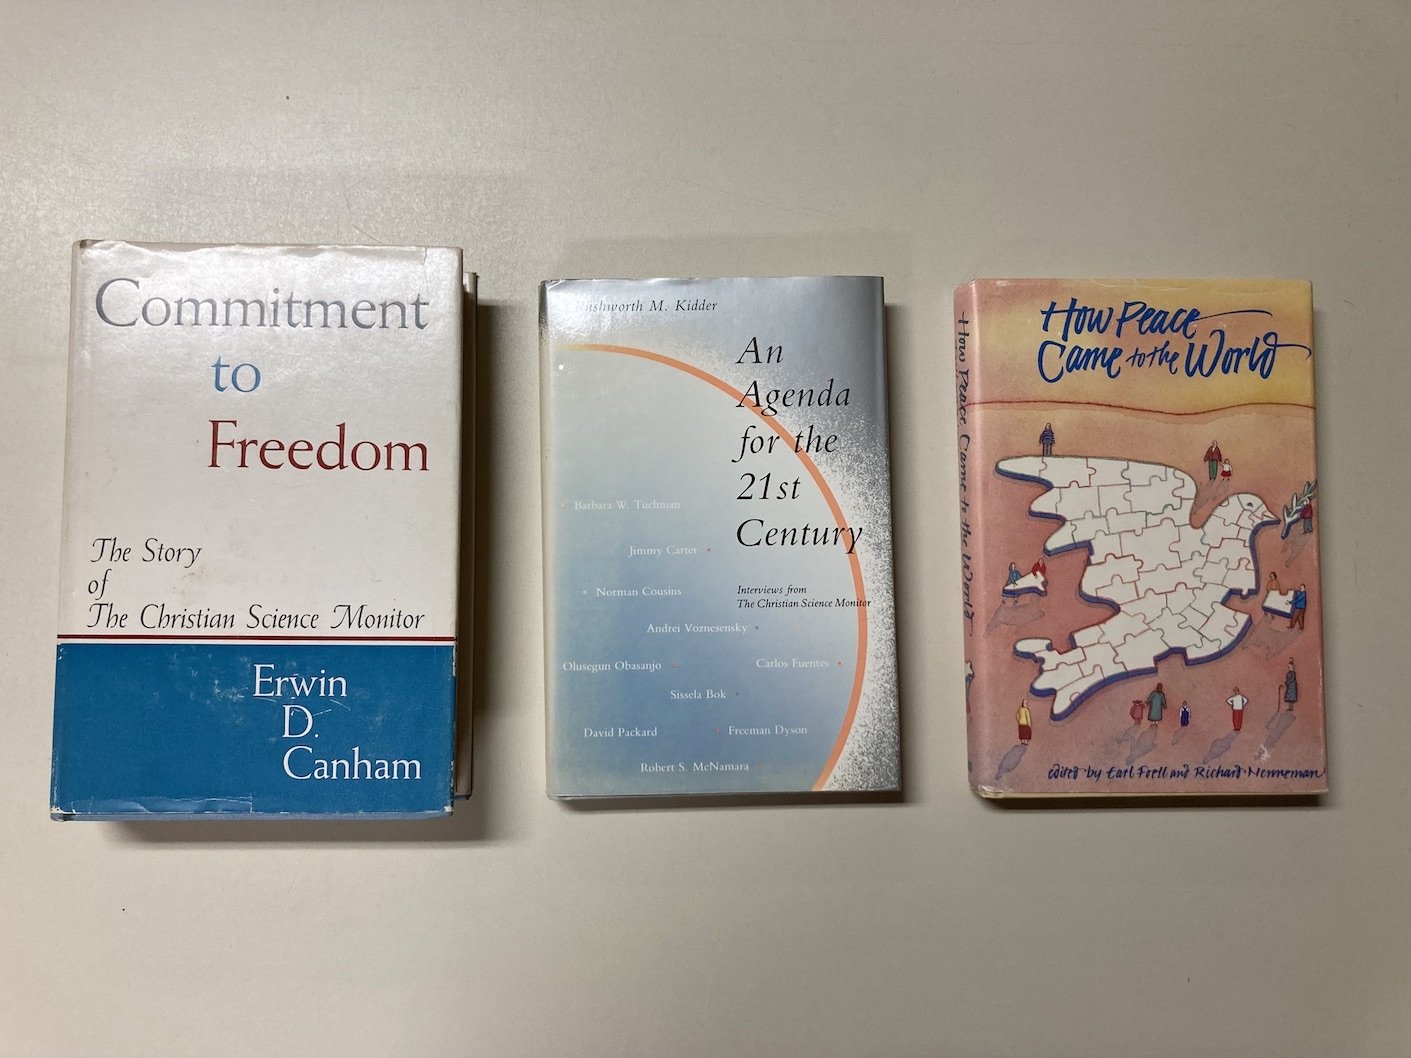 Commitment
to
Freedom
The Story
of
The Christian Science Monitor
Erwin
D.
Canham
Rushworth M. Kidder
An
Agenda
for the
21st
Century
Interviews from
The Christian Science Monitor
Barbara W. Tuchman
Jimmy Carter
Norman Cousins
Andrei Voznesensky
Olusegun Obasanjo
Carlos Fuentes
Sissela Bok
David Packard
Freeman Dyson
Robert S. McNamara
How Peace Came to the World
How Peace
Came to the World
edited by Earl Foell and Richard Nenneman